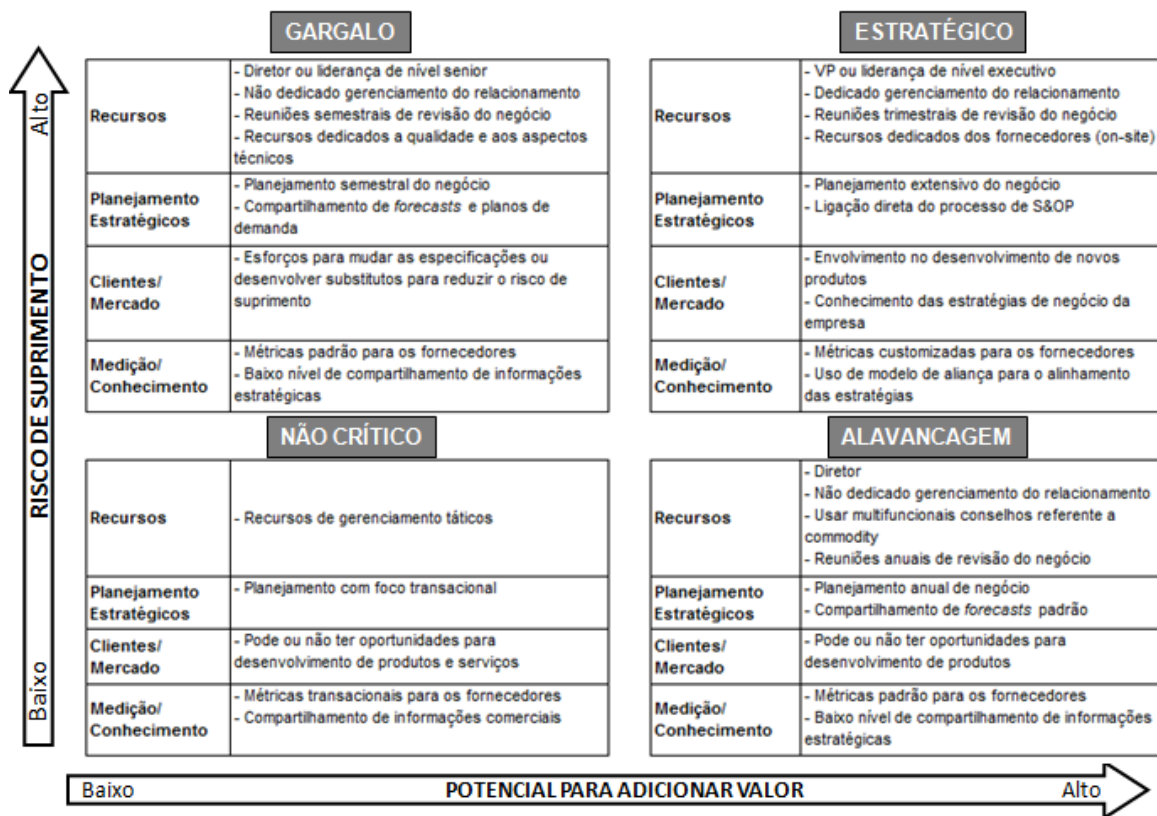 GARGALO
Recursos
- Diretor ou liderança de nível senior
- Não dedicado gerenciamento do relacionamento
- Reuniões semestrais de revisão do negócio
- Recursos dedicados a qualidade e aos aspectos
técnicos
Planejamento
Estratégicos
- Planejamento semestral do negócio
- Compartilhamento de forecasts e planos de
demanda
Clientes/
Mercado
- Esforços para mudar as especificações ou
desenvolver substitutos para reduzir o risco de
suprimento
Medição/
Conhecimento
- Métricas padrão para os fornecedores
- Baixo nível de compartilhamento de informações
estratégicas
ESTRATÉGICO
Recursos
- VP ou liderança de nível executivo
- Dedicado gerenciamento do relacionamento
- Reuniões trimestrais de revisão do negócio
- Recursos dedicados dos fornecedores (on-site)
Planejamento
Estratégicos
- Planejamento extensivo do negócio
- Ligação direta do processo de S&OP
Clientes/
Mercado
- Envolvimento no desenvolvimento de novos
produtos
- Conhecimento das estratégias de negócio da
empresa
Medição/
Conhecimento
- Métricas customizadas para os fornecedores
- Uso de modelo de aliança para o alinhamento
das estratégias
NÃO CRÍTICO
Recursos
- Recursos de gerenciamento táticos
Planejamento
Estratégicos
- Planejamento com foco transacional
Clientes/
Mercado
- Pode ou não ter oportunidades para
desenvolvimento de produtos e serviços
Medição/
Conhecimento
- Métricas transacionais para os fornecedores
- Compartilhamento de informações comerciais
ALAVANCAGEM
Recursos
- Diretor
- Não dedicado gerenciamento do relacionamento
- Usar multifuncionais conselhos referente a
commodity
- Reuniões anuais de revisão do negócio
Planejamento
Estratégicos
- Planejamento anual de negócio
- Compartilhamento de forecasts padrão
Clientes/
Mercado
- Pode ou não ter oportunidades para
desenvolvimento de produtos
Medição/
Conhecimento
- Métricas padrão para os fornecedores
- Baixo nível de compartilhamento de informações
estratégicas
Alto
RISCO DE SUPRIMENTO
Baixo
Baixo
POTENCIAL PARA ADICIONAR VALOR
Alto